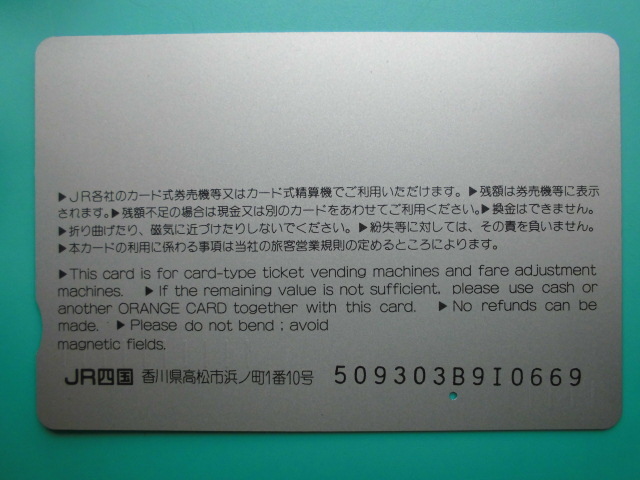 ▶JR各社のカード式券売機等又はカード式精算機でご利用いただけます。▶残額は券売機等に表示
されます。▶残額不足の場合は現金又は別のカードをあわせてご利用ください。▶換金はできません。
▶折り曲げたり、磁気に近づけたりしないでください。▶紛失等に対しては、その責を負いません。
▶本カードの利用に係わる事項は当社の旅客営業規則の定めるところによります。
▶This card is for card-type ticket vending machines and fare adjustment
machines. ▶If the remaining value is not sufficient, please use cash or
another ORANGE CARD together with this card. ▶No refunds can be
made. ▶Please do not bend ; avoid
magnetic fields.
JR四国 香川県高松市浜ノ町1番10号 509303B9I0669